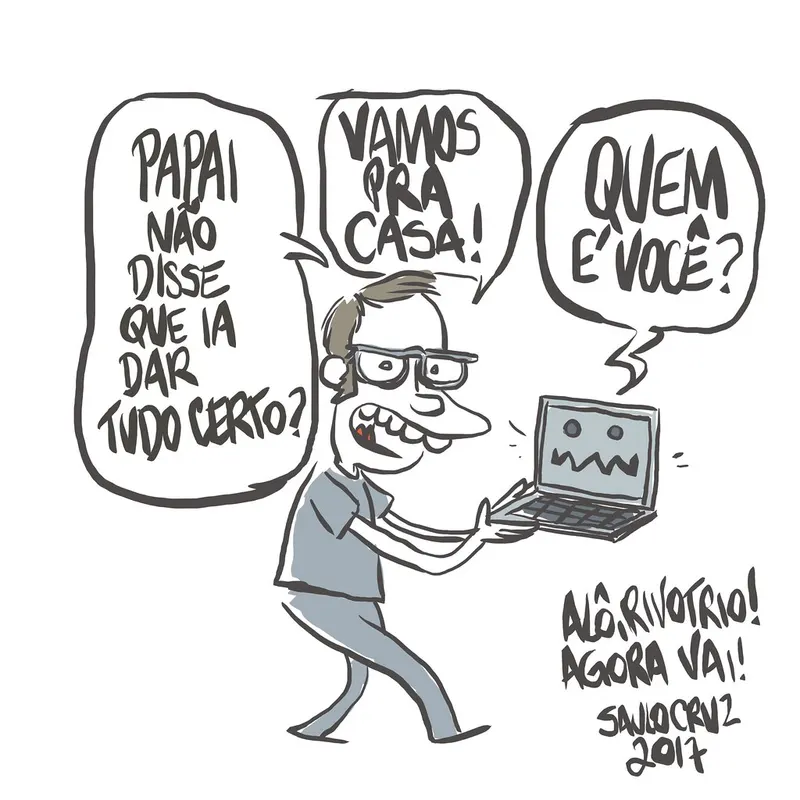 PAPAI
NÃO
DISSE
QUE IA
DAR
TUDO CERTO?
VAMOS
PRA
CASA!
QUEM
E' VOCÊ?
ALÔ, RIVOTRIO!
AGORA VAI!
SAULO CRUZ
2017